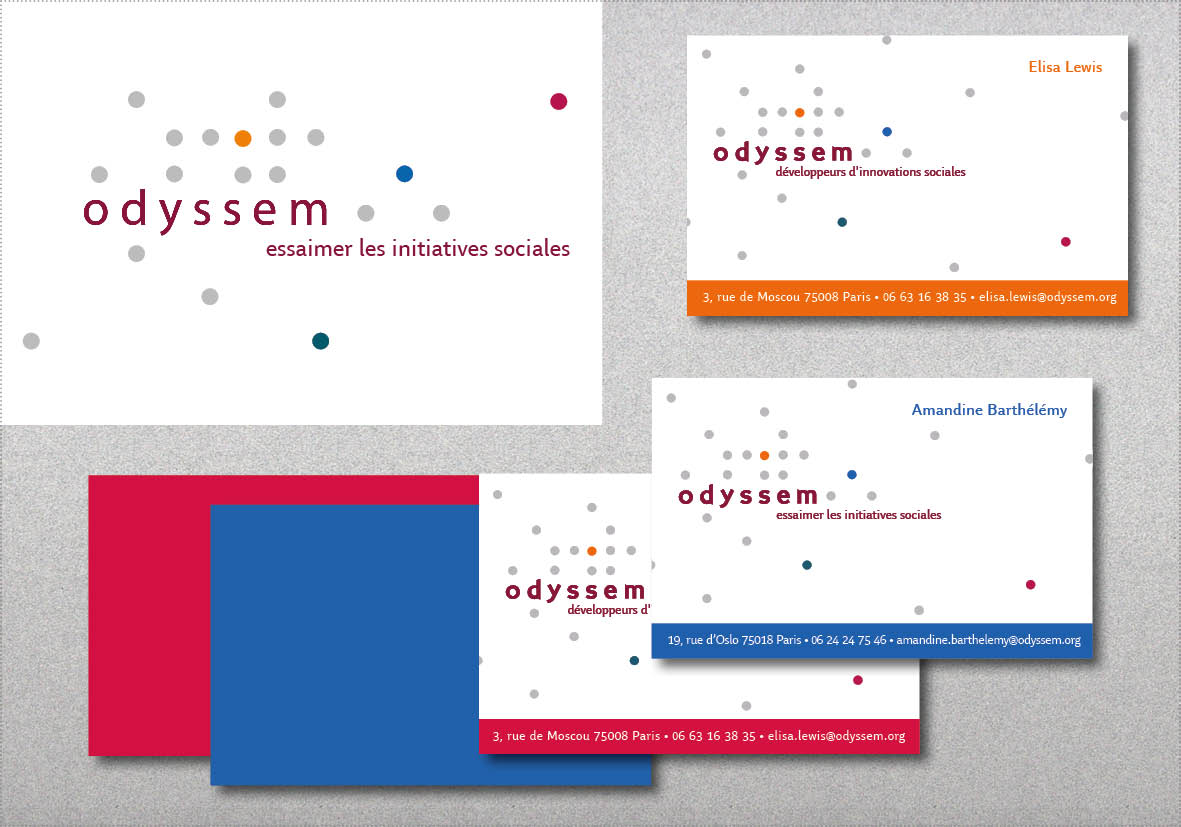 odyssem
essaimer les initiatives sociales
Elisa Lewis
odyssem
développeurs d'innovations sociales
3, rue de Moscou 75008 Paris • 06 63 16 38 35 • elisa.lewis@odyssem.org
Amandine Barthélémy
odyssem
essaimer les initiatives sociales
19, rue d'Oslo 75018 Paris • 06 24 24 75 46 • amandine.barthelemy@odyssem.org
odyssem
développeurs d'
3, rue de Moscou 75008 Paris • 06 63 16 38 35 • elisa.lewis@odyssem.org